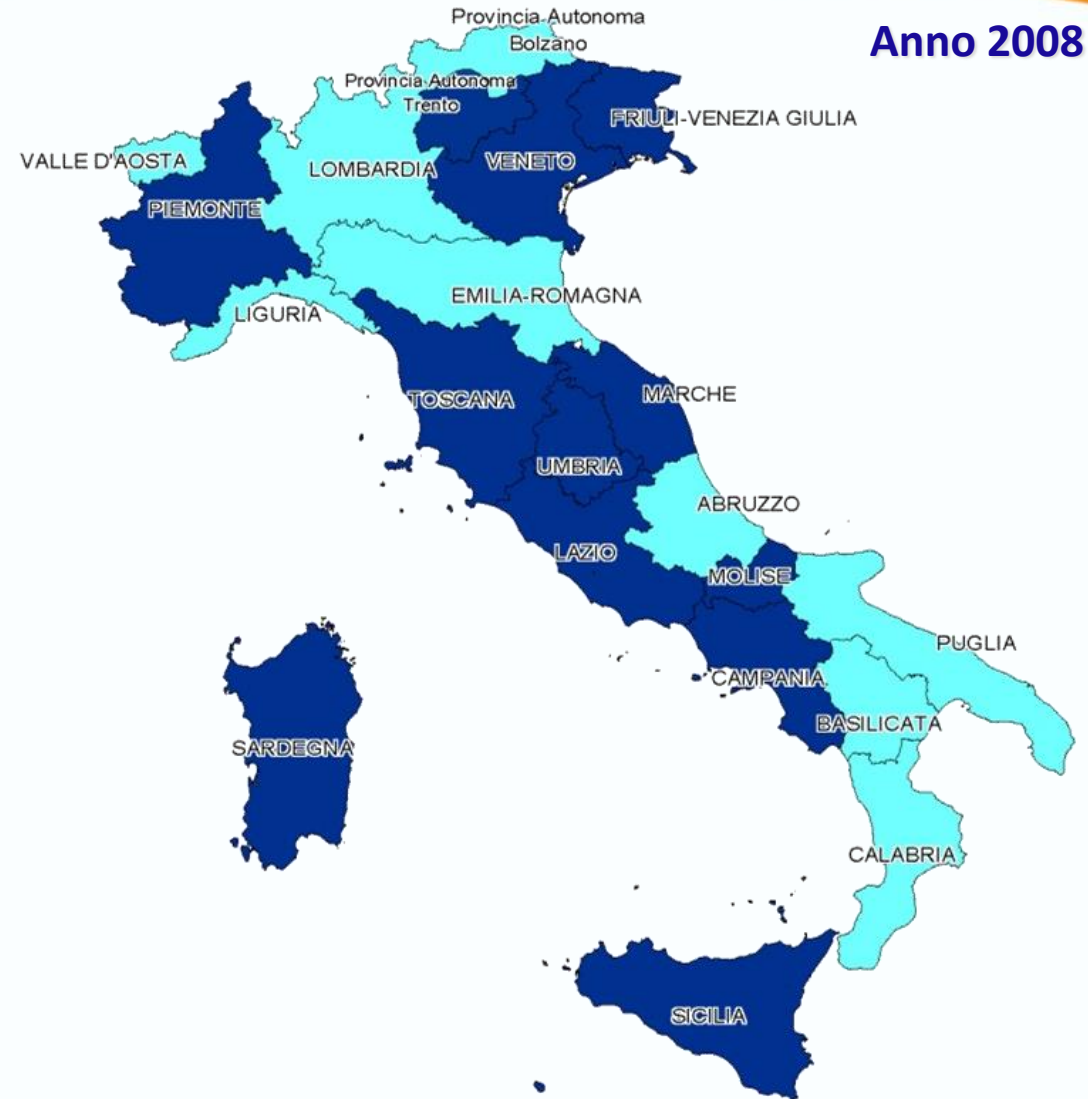 Anno 2008
Provincia Autonoma
Bolzano
Provincia Autonoma
Trento
FRIULI-VENEZIA GIULIA
VALLE D'AOSTA
LOMBARDIA
VENETO
PIEMONTE
EMILIA-ROMAGNA
LIGURIA
TOSCANA
MARCHE
UMBRIA
ABRUZZO
LAZIO
MOLISE
PUGLIA
CAMPANIA
BASILICATA
SARDEGNA
CALABRIA
SICILIA